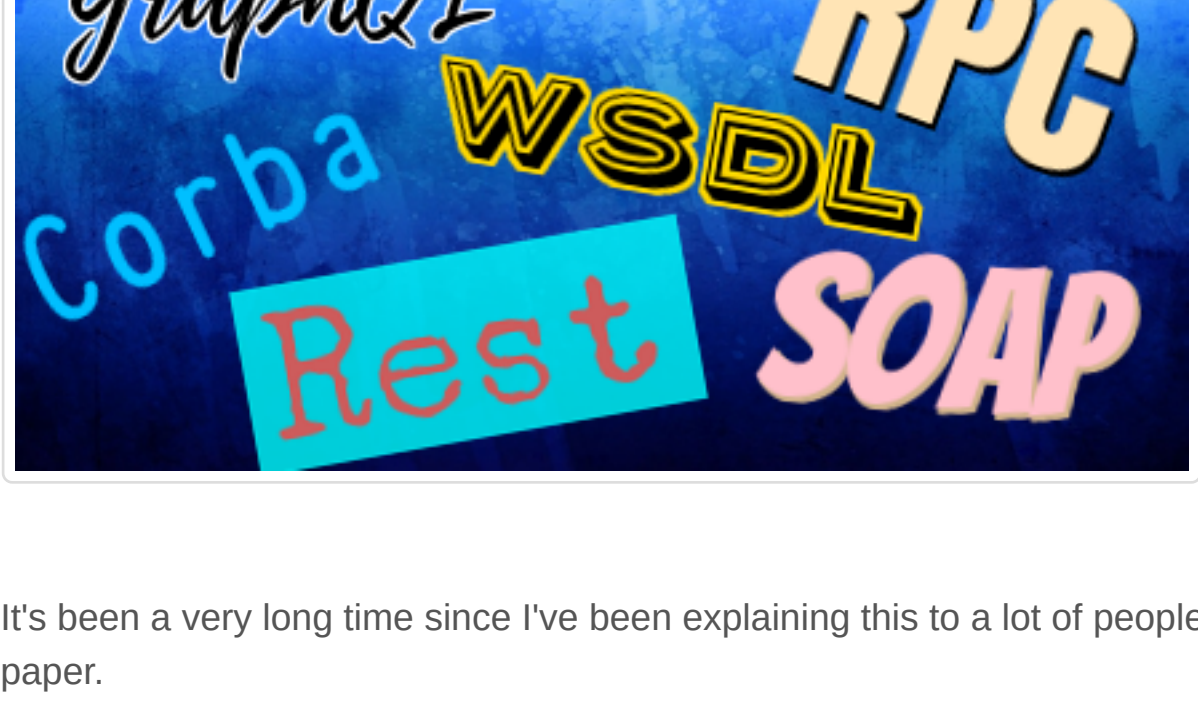 graphQL
RPC
WSDL
Corba
Rest
SOAP
It's been a very long time since I've been explaining this to a lot of people
paper.